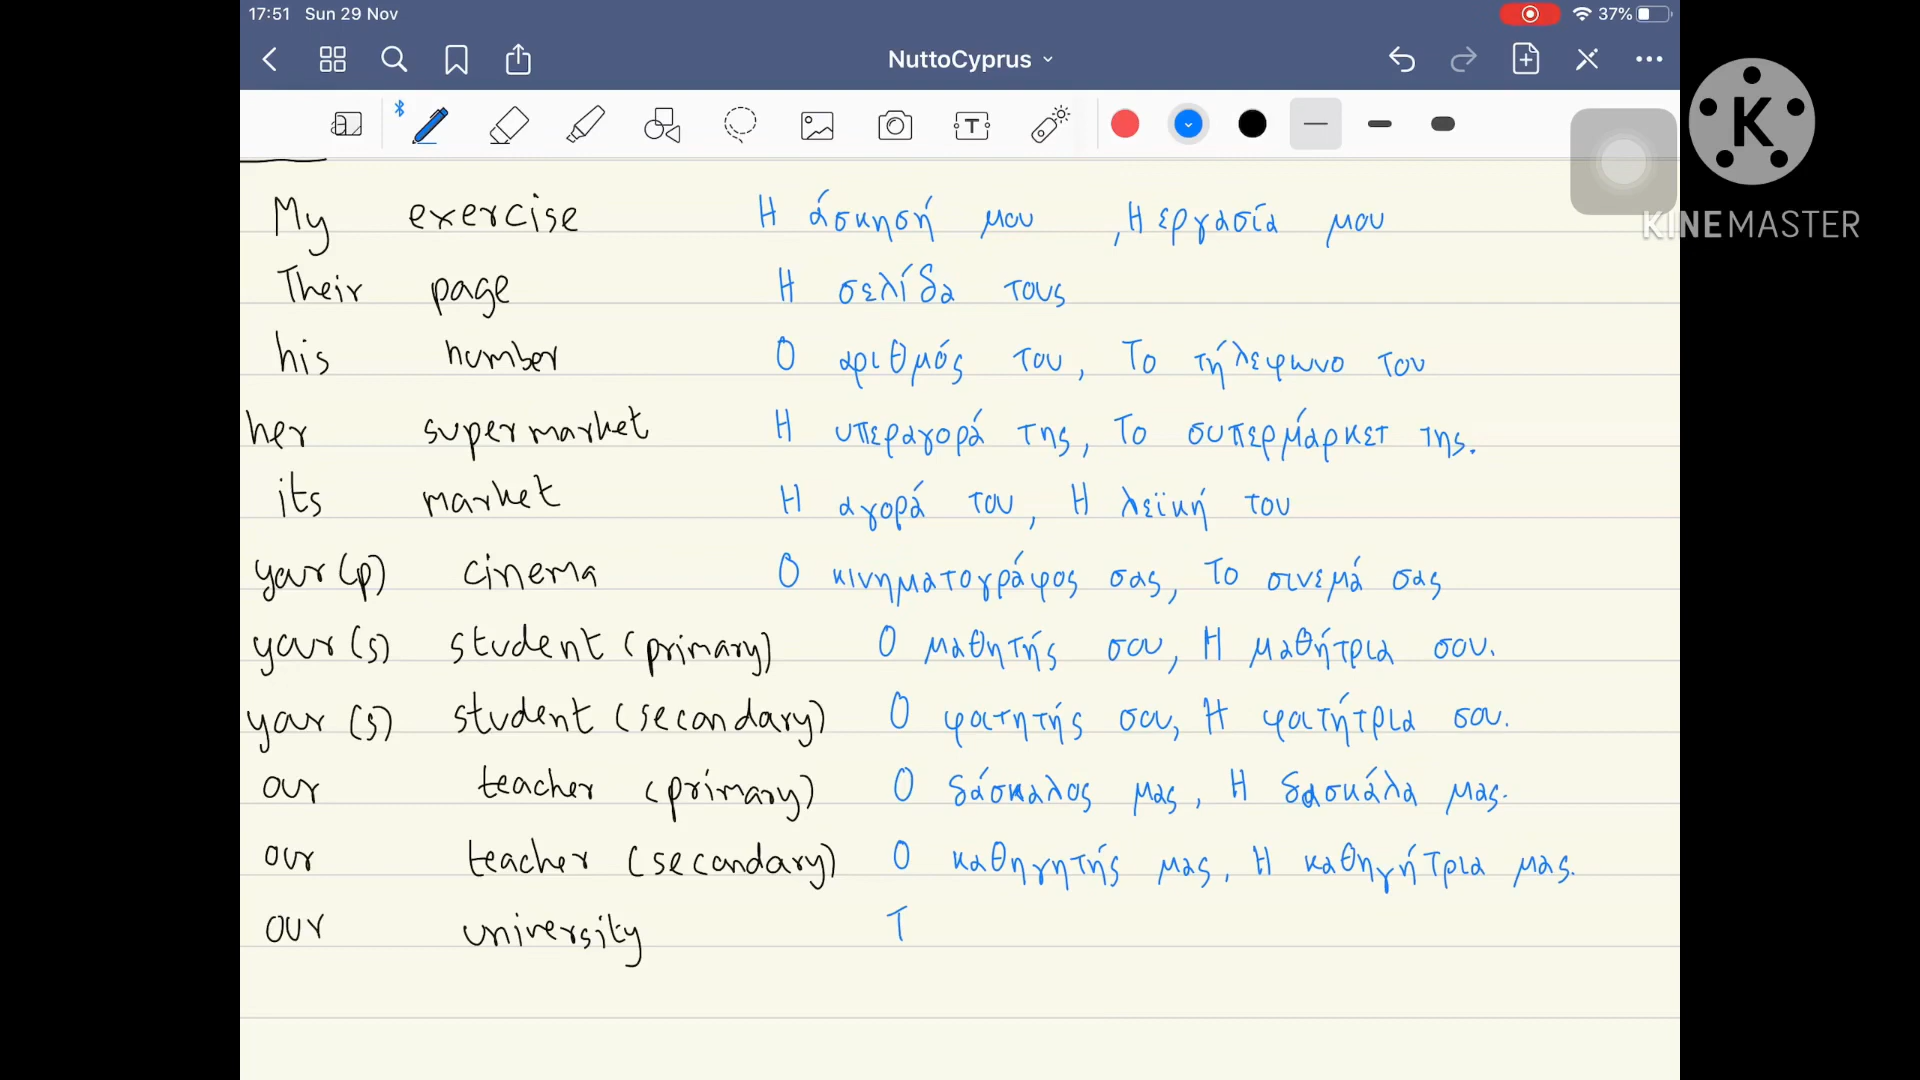 17:51 Sun 29 Nov 37%
NuttoCyprus
KINEMASTER
My exercise Η άσκησή μου , Η εργασία μου
Their page Η σελίδα τους
his number Ο αριθμός του, Το τήλεφωνο του
her supermarket Η υπεραγορά της, Το συπερμάρκετ της.
its market Η αγορά του, Η λεϊκή του
your (p) cinema Ο κινηματογράφος σας, Το σινεμά σας
your (s) student (primary) Ο μαθητής σου, Η μαθήτρια σου.
your (s) student (secondary) Ο φοιτητής σου, Η φοιτήτρια σου.
our teacher (primary) Ο δάσκαλος μας, Η δασκάλα μας.
our teacher (secondary) Ο καθηγητής μας, Η καθηγήτρια μας.
our university Τ